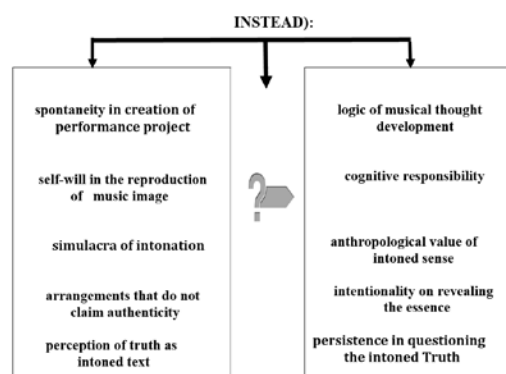 INSTEAD):
spontaneity in creation of
performance project
self-will in the reproduction
of music image
simulacra of intonation
arrangements that do not
claim authenticity
perception of truth as
intoned text
?
logic of musical thought
development
cognitive responsibility
anthropological value of
intoned sense
intentionality on revealing
the essence
persistence in questioning
the intoned Truth